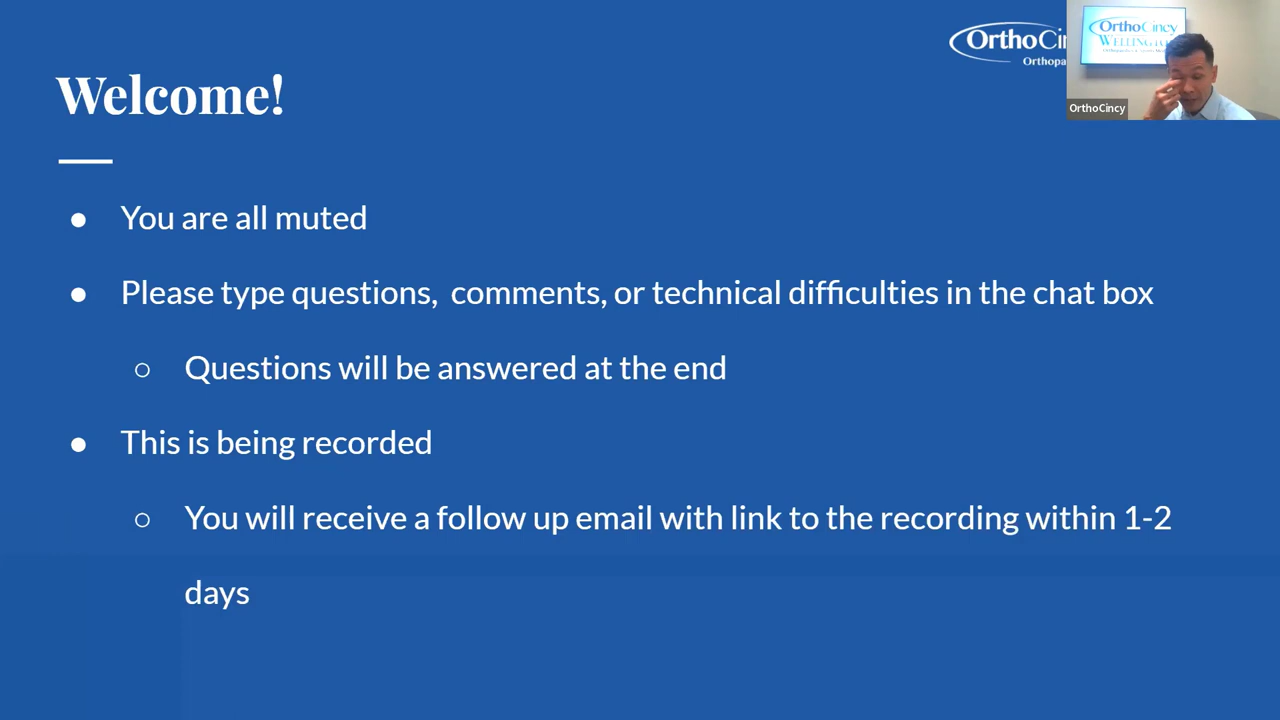 Welcome!
OrthoCi
Orthopa
OrthoCincy
OrthoCincy
● You are all muted
● Please type questions,  comments, or technical difficulties in the chat box
○ Questions will be answered at the end
● This is being recorded
○ You will receive a follow up email with link to the recording within 1-2
days